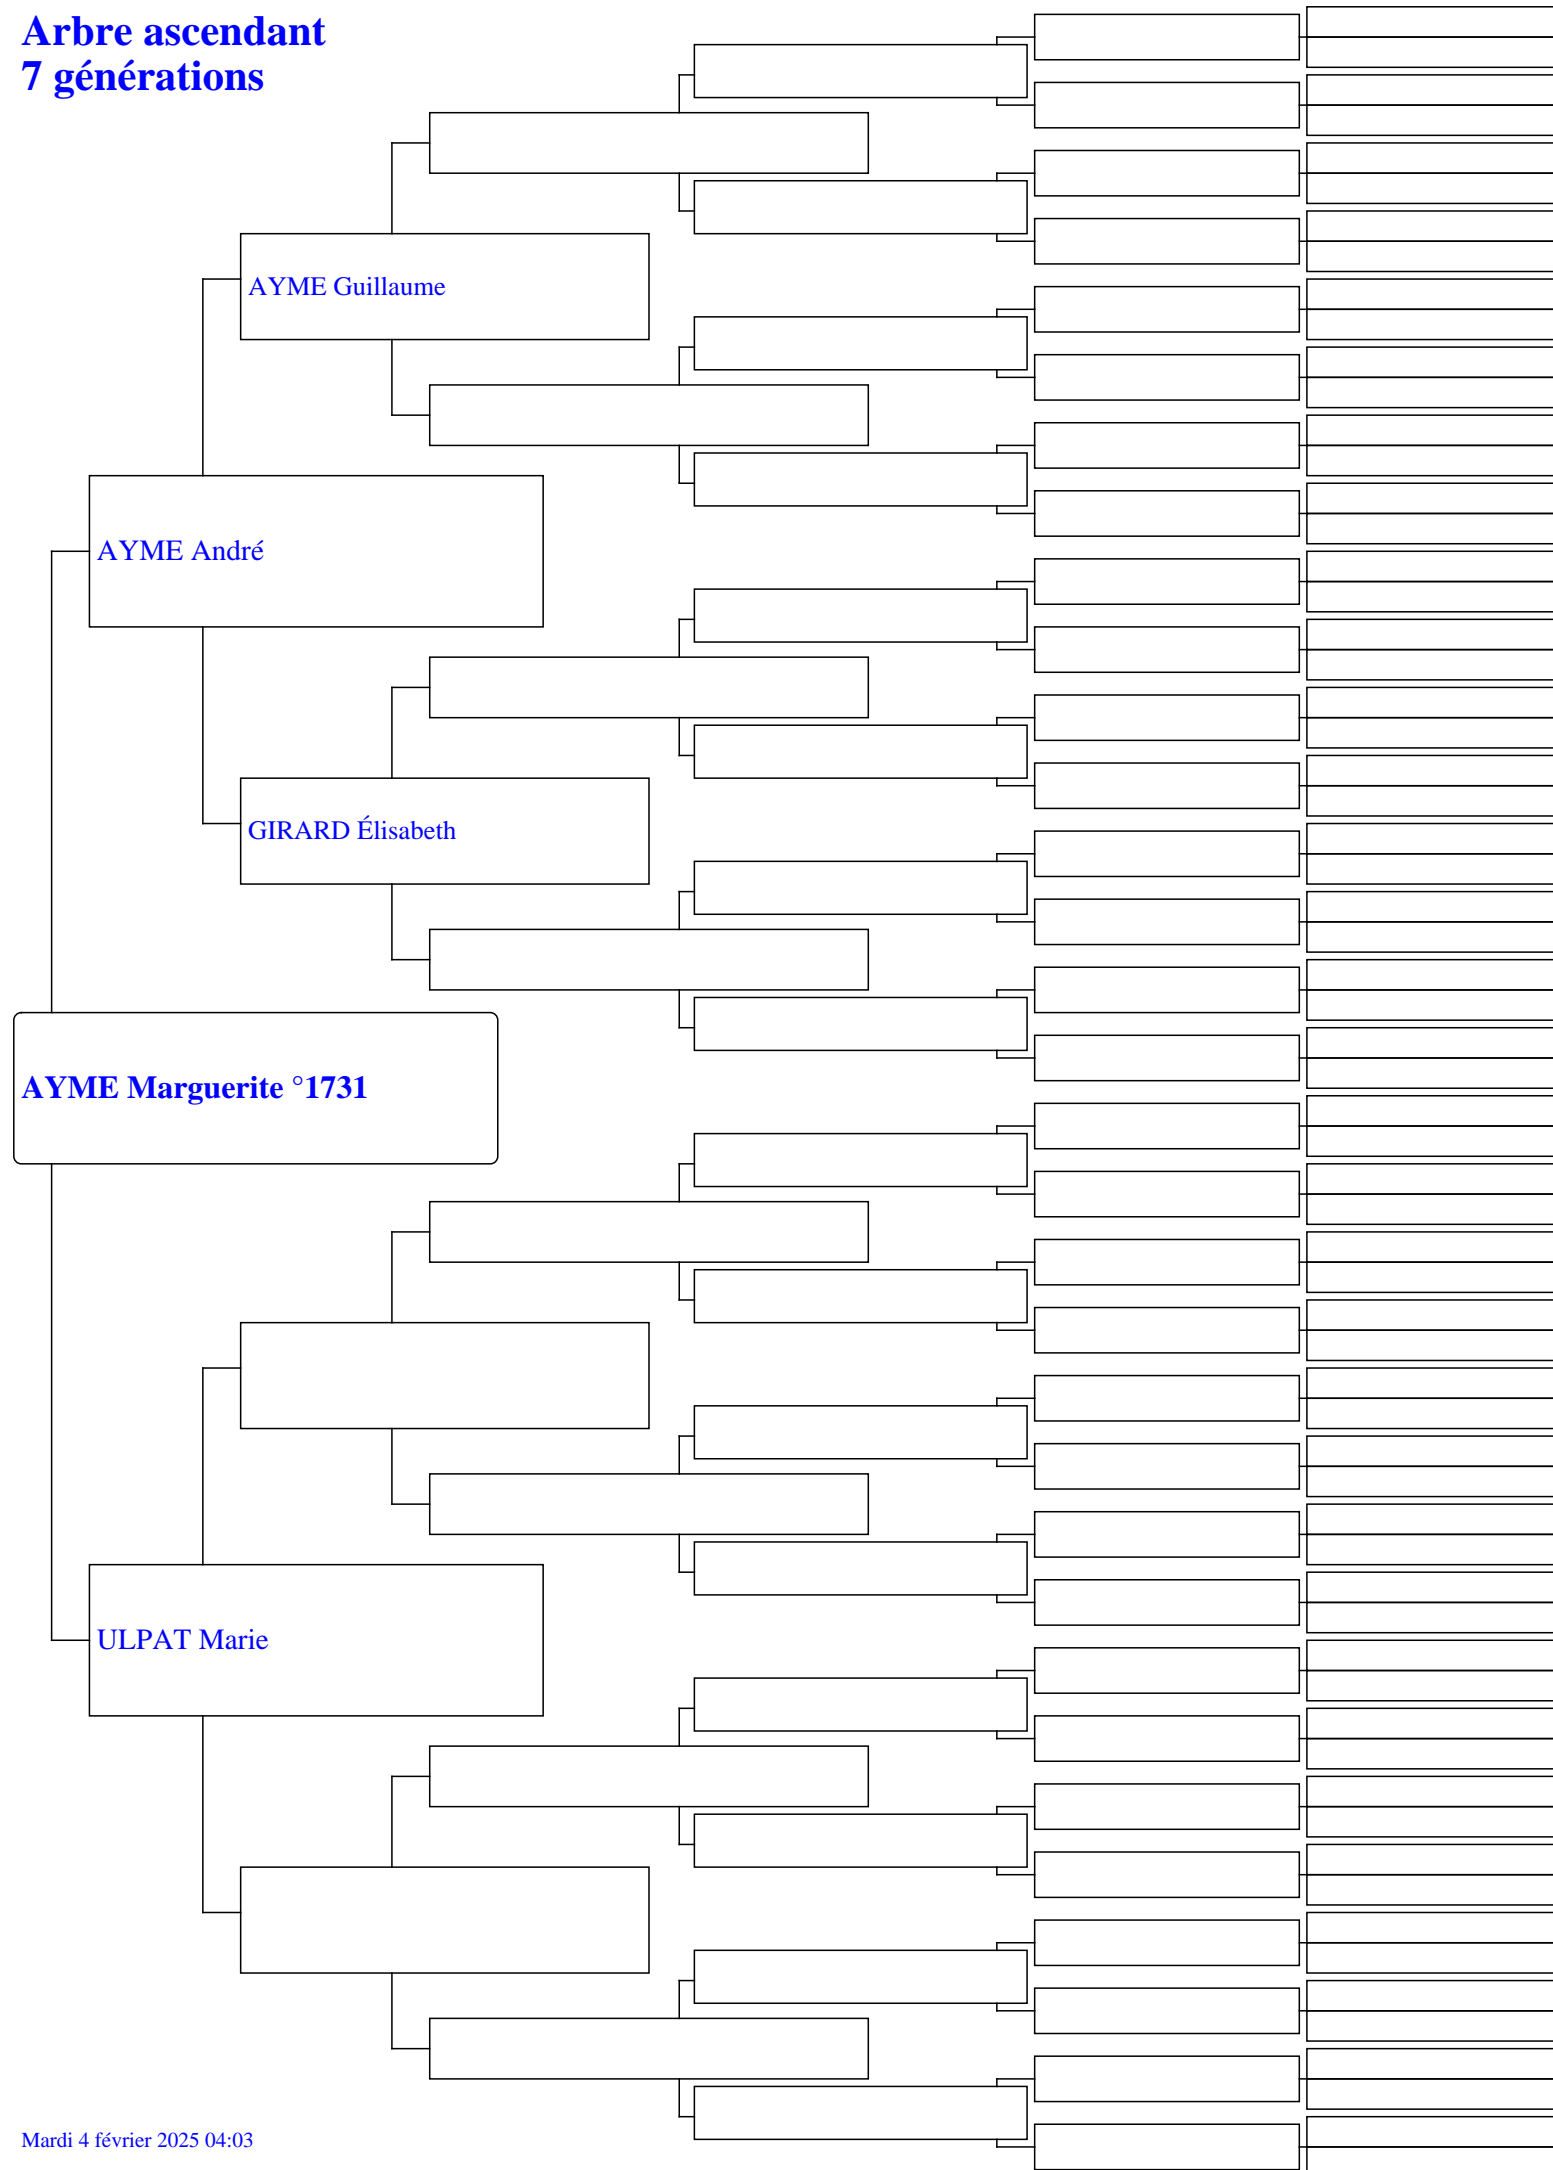 Arbre ascendant
7 générations
AYME Guillaume
AYME André
GIRARD Élisabeth
AYME Marguerite °1731
ULPAT Marie
Mardi 4 février 2025 04:03